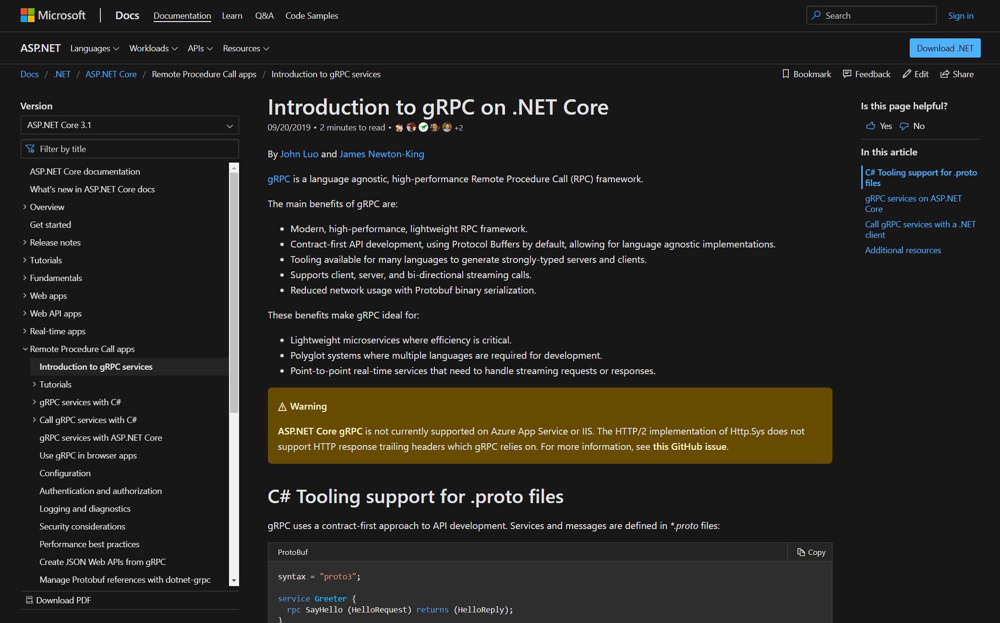 Microsoft
Docs
Documentation
Learn
Q&A
Code Samples
Search
Sign in
ASP.NET
Languages
Workloads
APIs
Resources
Download .NET
Docs / .NET / ASP.NET Core / Remote Procedure Call apps / Introduction to gRPC services
Bookmark
Feedback
Edit
Share
Version
ASP.NET Core 3.1
Filter by title
ASP.NET Core documentation
What's new in ASP.NET Core docs
Overview
Get started
Release notes
Tutorials
Fundamentals
Web apps
Web API apps
Real-time apps
Remote Procedure Call apps
Introduction to gRPC services
Tutorials
gRPC services with C#
Call gRPC services with C#
gRPC services with ASP.NET Core
Use gRPC in browser apps
Configuration
Authentication and authorization
Logging and diagnostics
Security considerations
Performance best practices
Create JSON Web APIs from gRPC
Manage Protobuf references with dotnet-grpc
Download PDF
Introduction to gRPC on .NET Core
09/20/2019 • 2 minutes to read • +2
By John Luo and James Newton-King
gRPC is a language agnostic, high-performance Remote Procedure Call (RPC) framework.
The main benefits of gRPC are:
• Modern, high-performance, lightweight RPC framework.
• Contract-first API development, using Protocol Buffers by default, allowing for language agnostic implementations.
• Tooling available for many languages to generate strongly-typed servers and clients.
• Supports client, server, and bi-directional streaming calls.
• Reduced network usage with Protobuf binary serialization.
These benefits make gRPC ideal for:
• Lightweight microservices where efficiency is critical.
• Polyglot systems where multiple languages are required for development.
• Point-to-point real-time services that need to handle streaming requests or responses.
Warning
ASP.NET Core gRPC is not currently supported on Azure App Service or IIS. The HTTP/2 implementation of Http.Sys does not
support HTTP response trailing headers which gRPC relies on. For more information, see this GitHub issue.
C# Tooling support for .proto files
gRPC uses a contract-first approach to API development. Services and messages are defined in *.proto files:
ProtoBuf
Copy
syntax = "proto3";
service Greeter {
rpc SayHello (HelloRequest) returns (HelloReply);
}
Is this page helpful?
Yes
No
In this article
C# Tooling support for .proto
files
gRPC services on ASP.NET
Core
Call gRPC services with a .NET
client
Additional resources